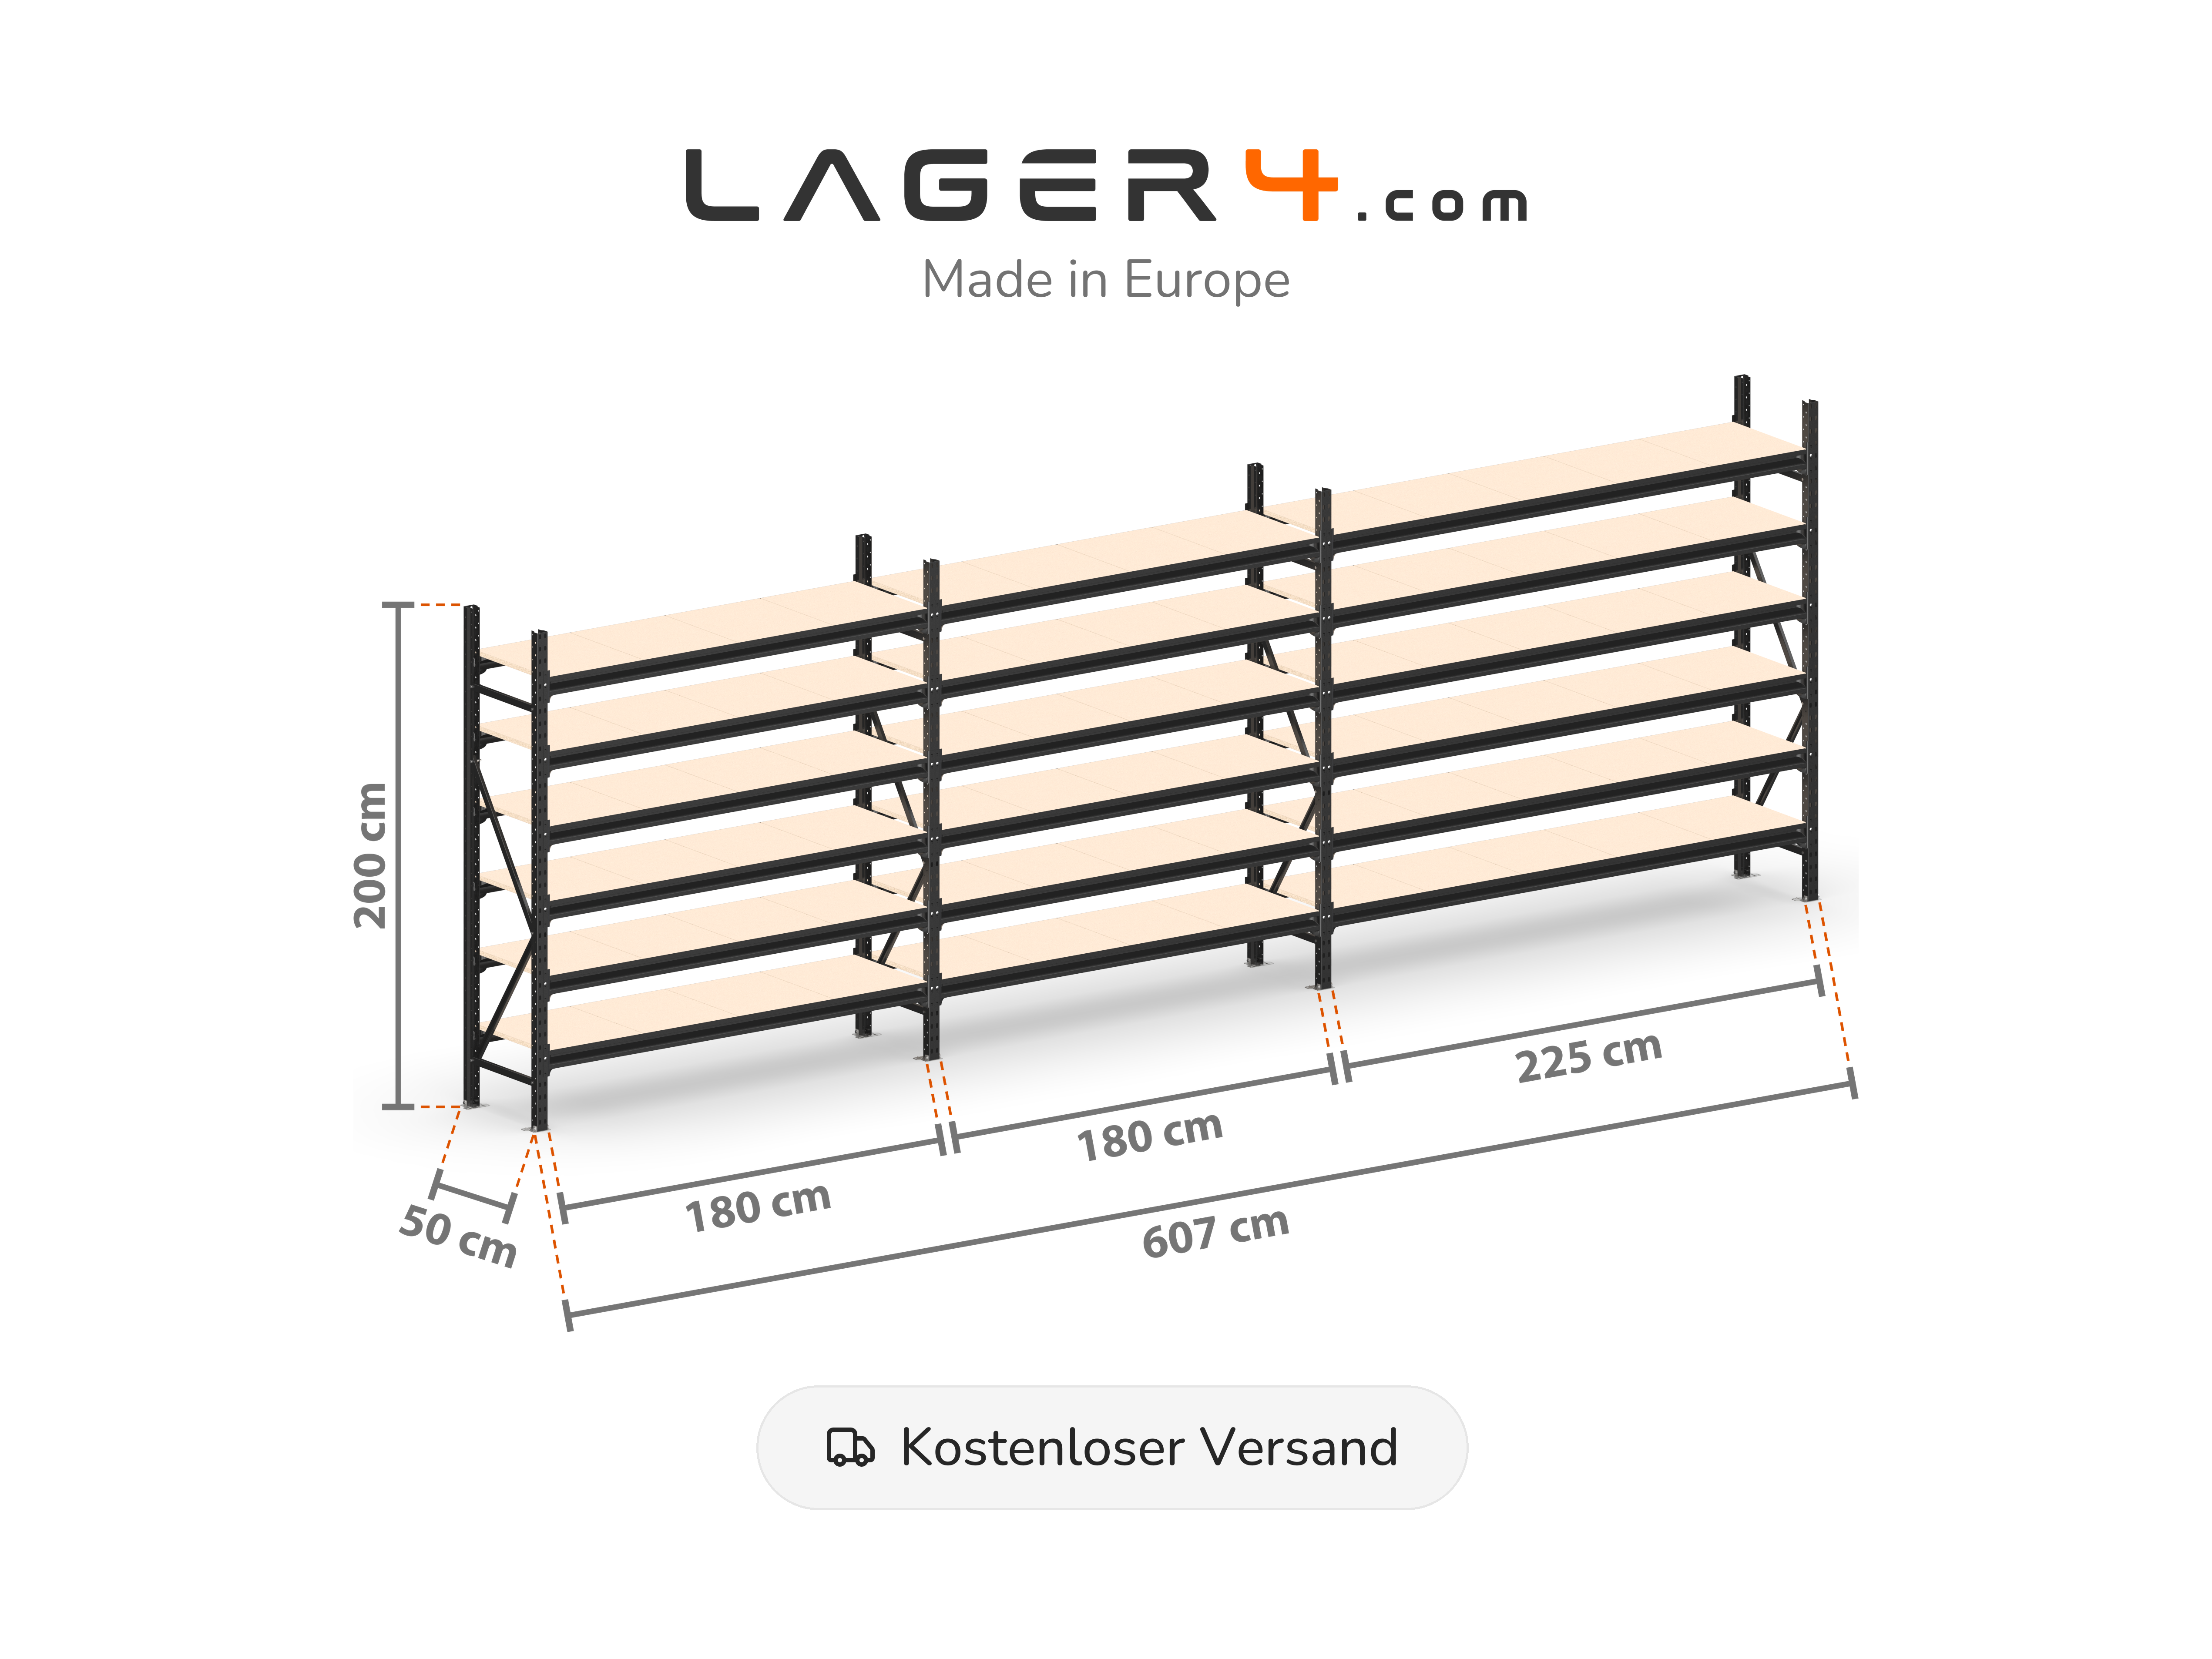 LAGER4.com
Made in Europe
200 cm
50 cm
180 cm
180 cm
225 cm
607 cm
Kostenloser Versand